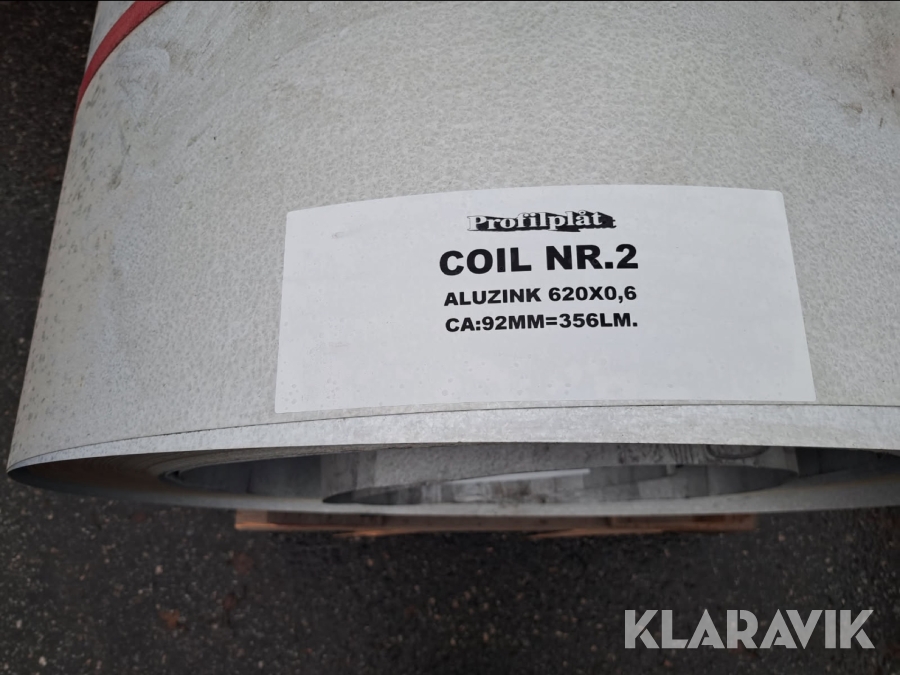 Profilplåt
COIL NR.2
ALUZINK 620X0,6
CA:92MM=356LM.
KLARAVIK